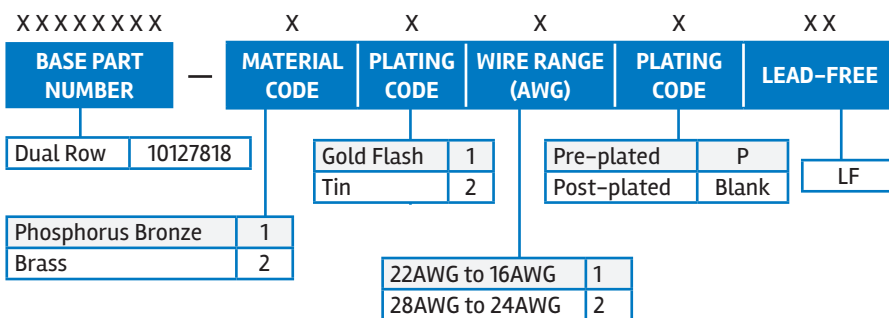 XXXXXXXX X X X X XX
BASE PART NUMBER — MATERIAL CODE PLATING CODE WIRE RANGE (AWG) PLATING CODE LEAD-FREE
Dual Row 10127818
Gold Flash 1
Tin 2
Pre-plated P
Post-plated Blank
LF
Phosphorus Bronze 1
Brass 2
22AWG to 16AWG 1
28AWG to 24AWG 2